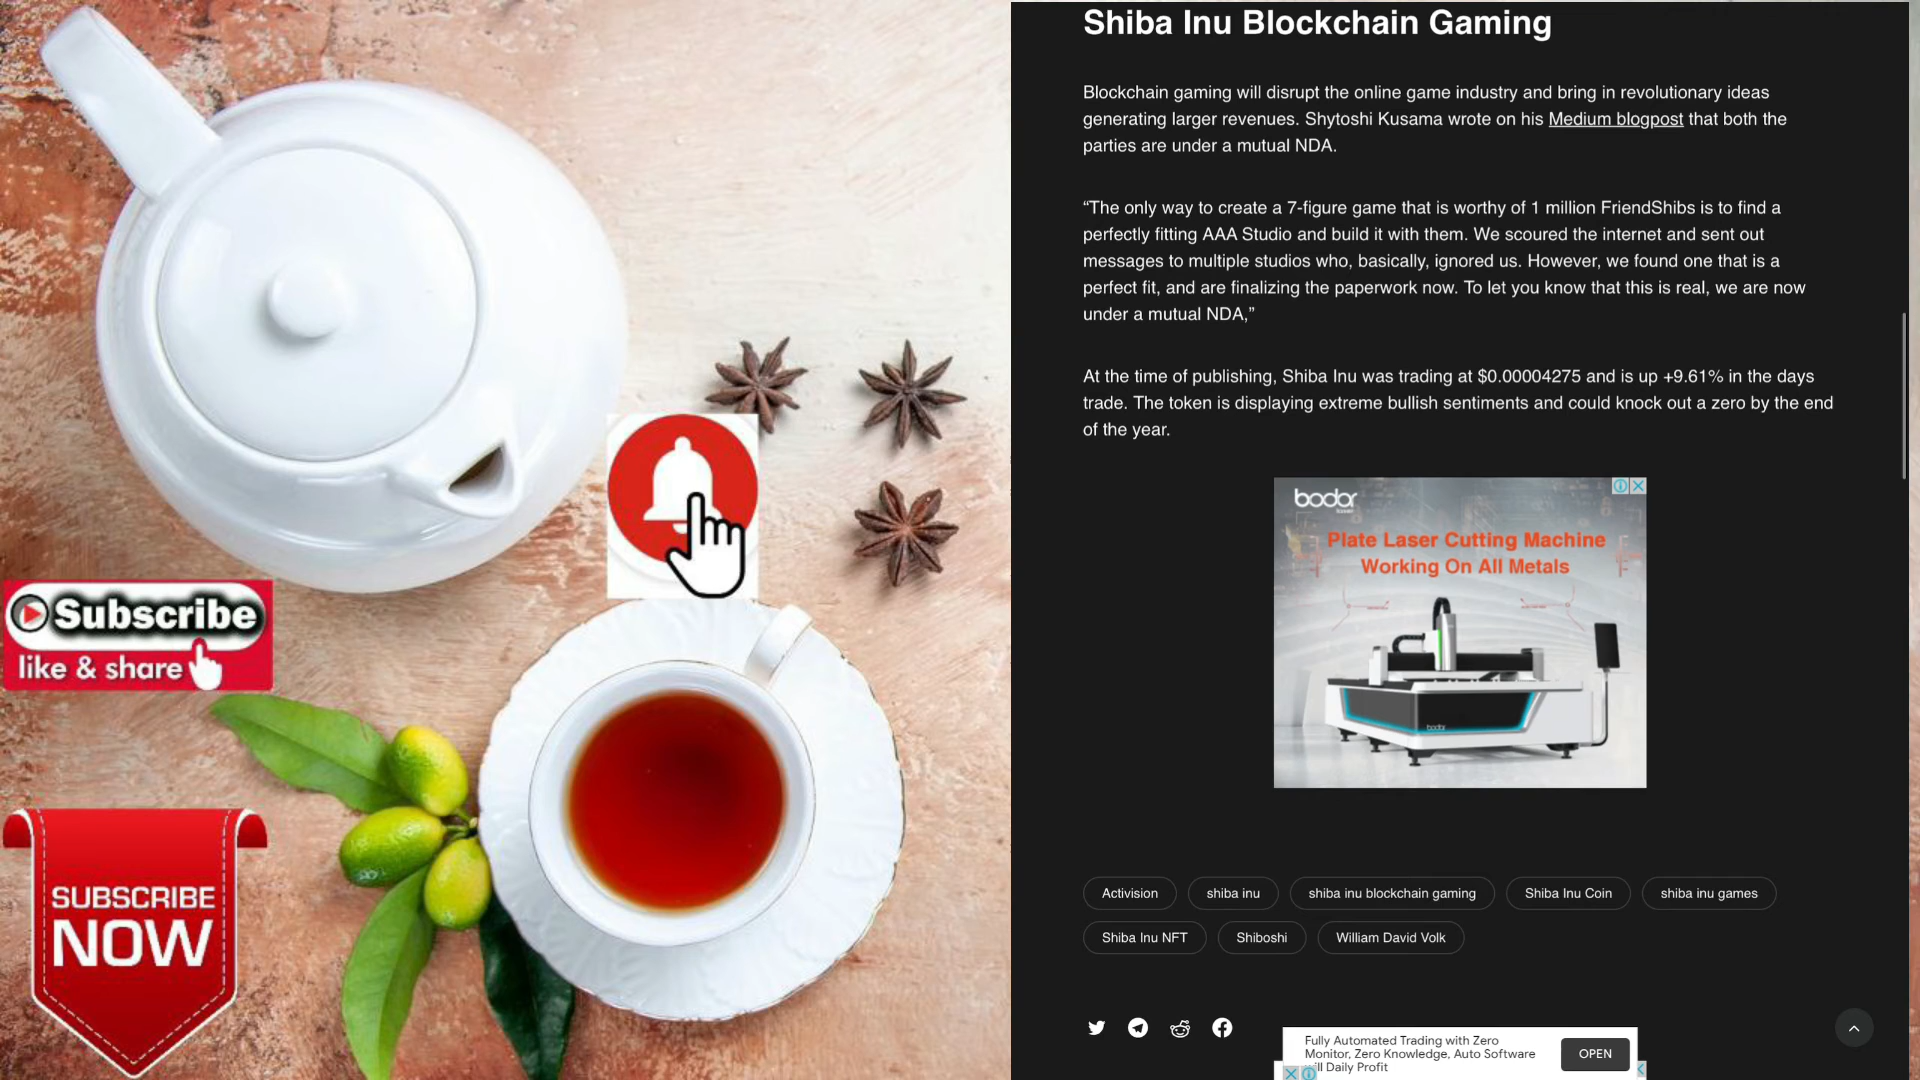 Subscribe
like & share
SUBSCRIBE
NOW
Shiba Inu Blockchain Gaming
Blockchain gaming will disrupt the online game industry and bring in revolutionary ideas
generating larger revenues. Shytoshi Kusama wrote on his Medium blogpost that both the
parties are under a mutual NDA.
“The only way to create a 7-figure game that is worthy of 1 million FriendShibs is to find a
perfectly fitting AAA Studio and build it with them. We scoured the internet and sent out
messages to multiple studios who, basically, ignored us. However, we found one that is a
perfect fit, and are finalizing the paperwork now. To let you know that this is real, we are now
under a mutual NDA,”
At the time of publishing, Shiba Inu was trading at $0.00004275 and is up +9.61% in the days
trade. The token is displaying extreme bullish sentiments and could knock out a zero by the end
of the year.
bodor
laser
Plate Laser Cutting Machine
Working On All Metals
bodor
Activision
shiba inu
shiba inu blockchain gaming
Shiba Inu Coin
shiba inu games
Shiba Inu NFT
Shiboshi
William David Volk
Fully Automated Trading with Zero
Monitor, Zero Knowledge, Auto Software
Daily Profit
OPEN